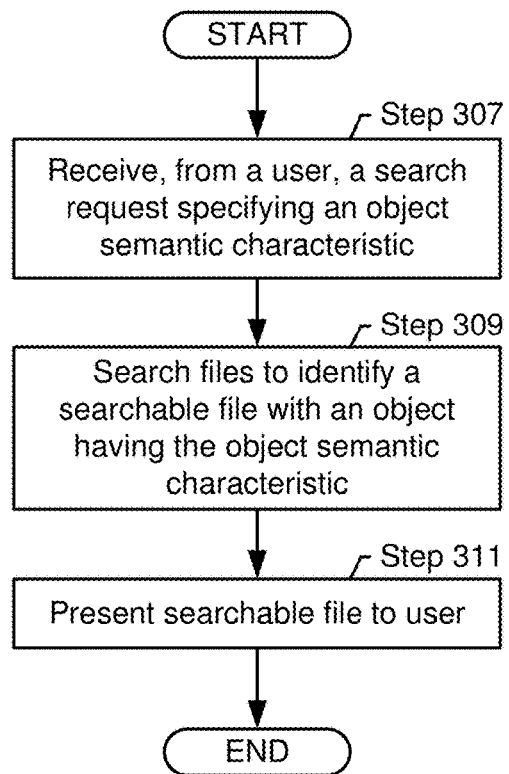 START
Step 307
Receive, from a user, a search
request specifying an object
semantic characteristic
Step 309
Search files to identify a
searchable file with an object
having the object semantic
characteristic
Step 311
Present searchable file to user
END